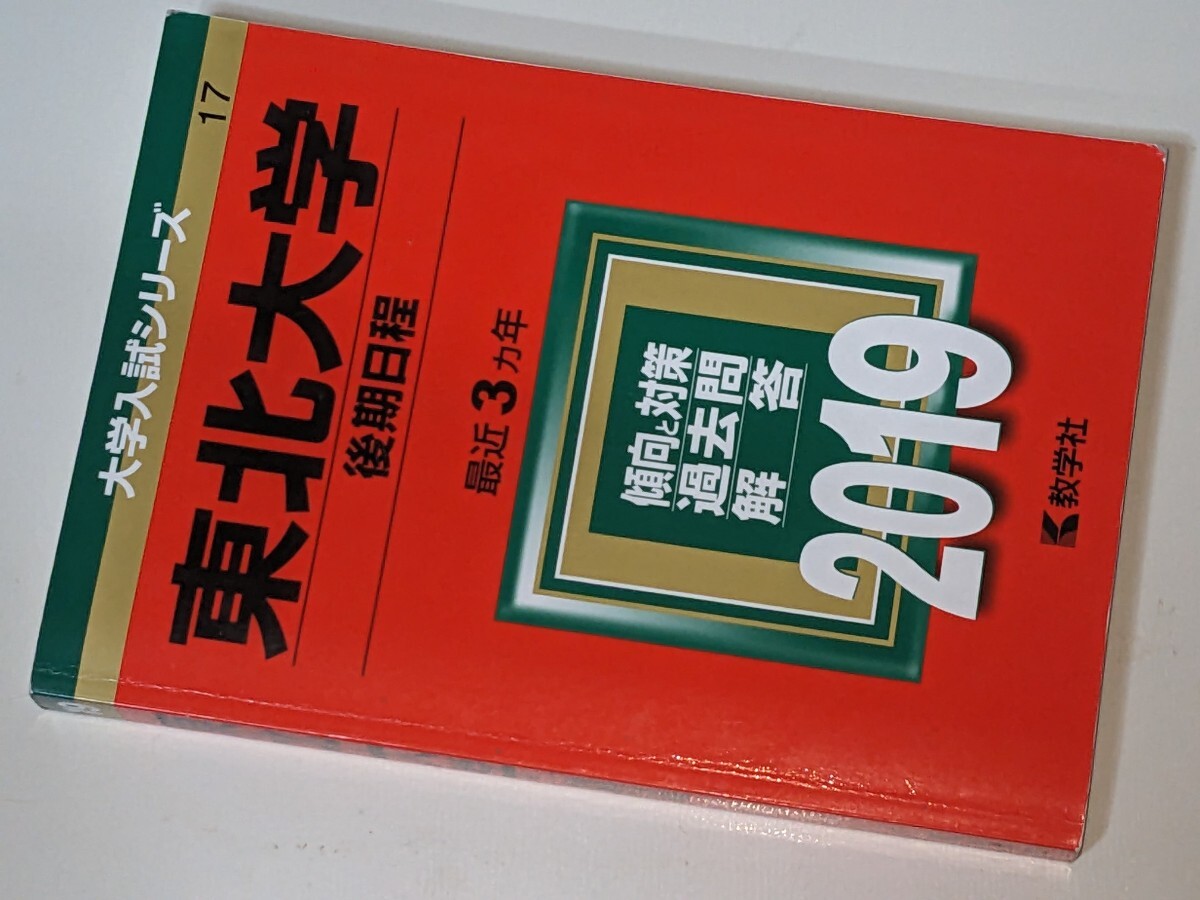 大学入試シリーズ
17
東北大学
後期日程
最近3カ年
傾向と対策
過去問
解答
2019
教学社